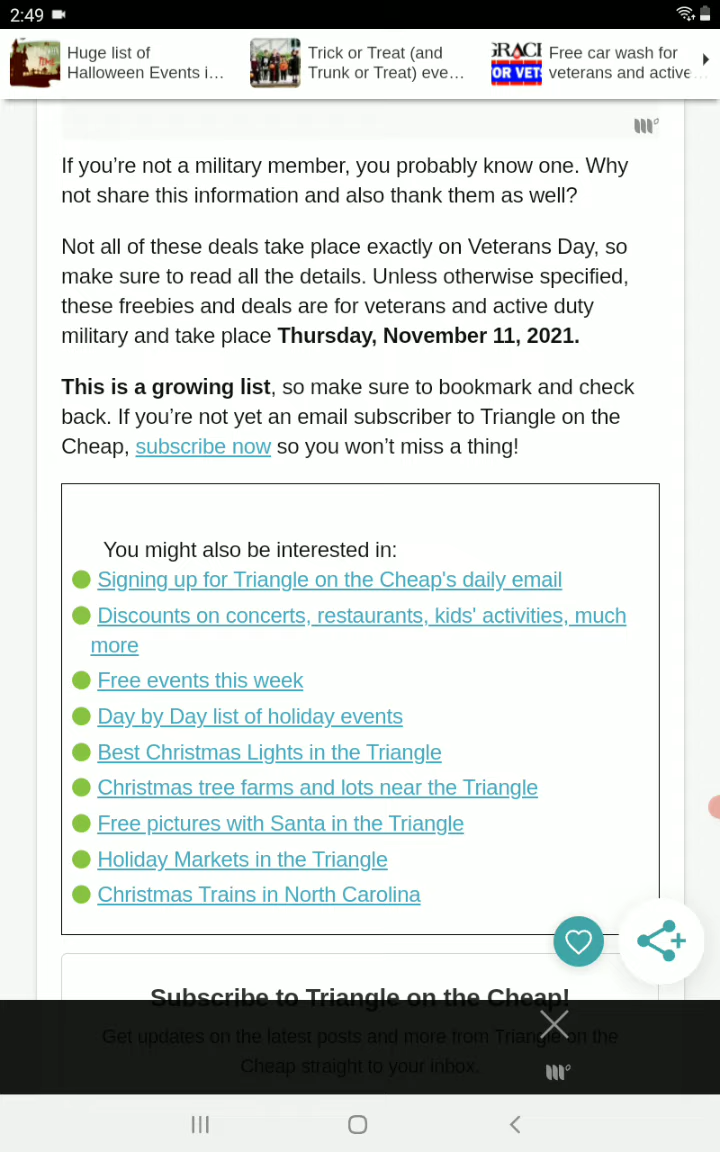 2:49
Huge list of
Halloween Events i...
Trick or Treat (and
Trunk or Treat) eve...
GRACE
FOR VETS
Free car wash for
veterans and active...
If you’re not a military member, you probably know one. Why
not share this information and also thank them as well?
Not all of these deals take place exactly on Veterans Day, so
make sure to read all the details. Unless otherwise specified,
these freebies and deals are for veterans and active duty
military and take place Thursday, November 11, 2021.
This is a growing list, so make sure to bookmark and check
back. If you’re not yet an email subscriber to Triangle on the
Cheap, subscribe now so you won’t miss a thing!
You might also be interested in:
Signing up for Triangle on the Cheap's daily email
Discounts on concerts, restaurants, kids' activities, much
more
Free events this week
Day by Day list of holiday events
Best Christmas Lights in the Triangle
Christmas tree farms and lots near the Triangle
Free pictures with Santa in the Triangle
Holiday Markets in the Triangle
Christmas Trains in North Carolina
Subscribe to Triangle on the Cheap!
Get updates on the latest posts and more from Triangle on the
Cheap straight to your inbox.